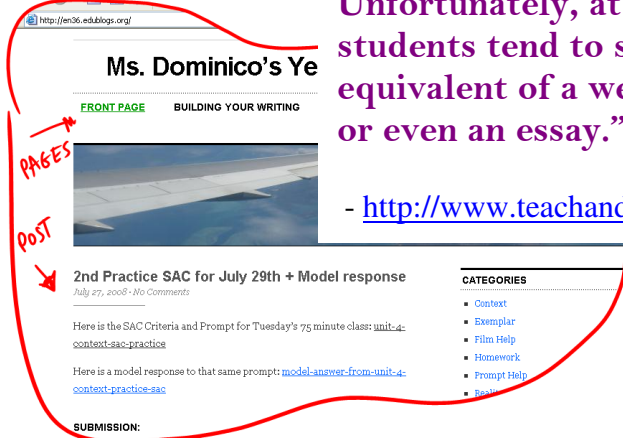 http://en36.edublogs.org/
Unfortunately, at
students tend to s
equivalent of a we
or even an essay."
- http://www.teachand
Ms. Dominico's Ye
FRONT PAGE BUILDING YOUR WRITING
PAGES
POST
2nd Practice SAC for July 29th + Model response
July 27, 2008 · No Comments
Here is the SAC Criteria and Prompt for Tuesday's 75 minute class: unit-4-
context-sac-practice
Here is a model response to that same prompt: model-answer-from-unit-4-
context-practice-sac
SUBMISSION:
CATEGORIES
Context
Exemplar
Film Help
Homework
Prompt Help